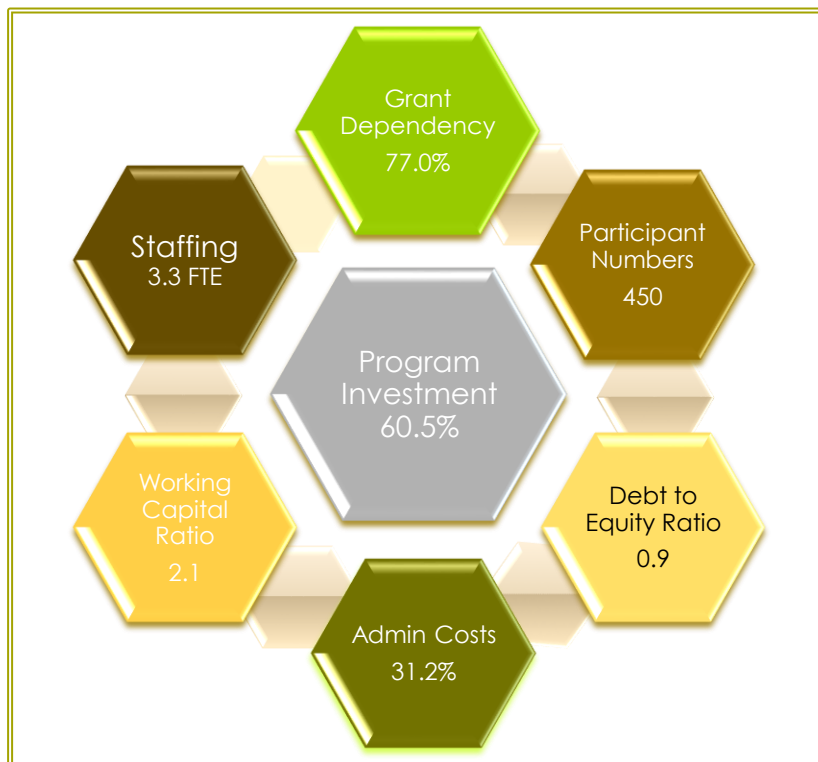 Grant
Dependency
77.0%
Participant
Numbers
450
Staffing
3.3 FTE
Program
Investment
60.5%
Working
Capital
Ratio
2.1
Debt to
Equity Ratio
0.9
Admin Costs
31.2%